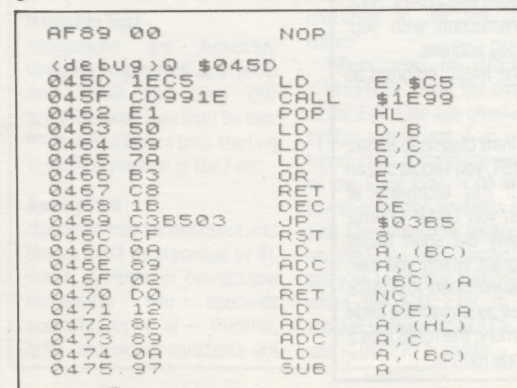 AF89 00 NOP
<debug>Q $045D
045D 1EC5 LD E,$C5
045F CD991E CALL $1E99
0462 E1 POP HL
0463 50 LD D,B
0464 59 LD E,C
0465 7A LD A,D
0466 B3 OR E
0467 C8 RET Z
0468 1B DEC DE
0469 C3B503 JP $03B5
046C CF RST 8
046D 0A LD A,(BC)
046E 89 ADC A,C
046F 02 LD (BC),A
0470 D0 RET NC
0471 12 LD (DE),A
0472 86 ADD A,(HL)
0473 89 ADC A,C
0474 0A LD A,(BC)
0475 97 SUB A